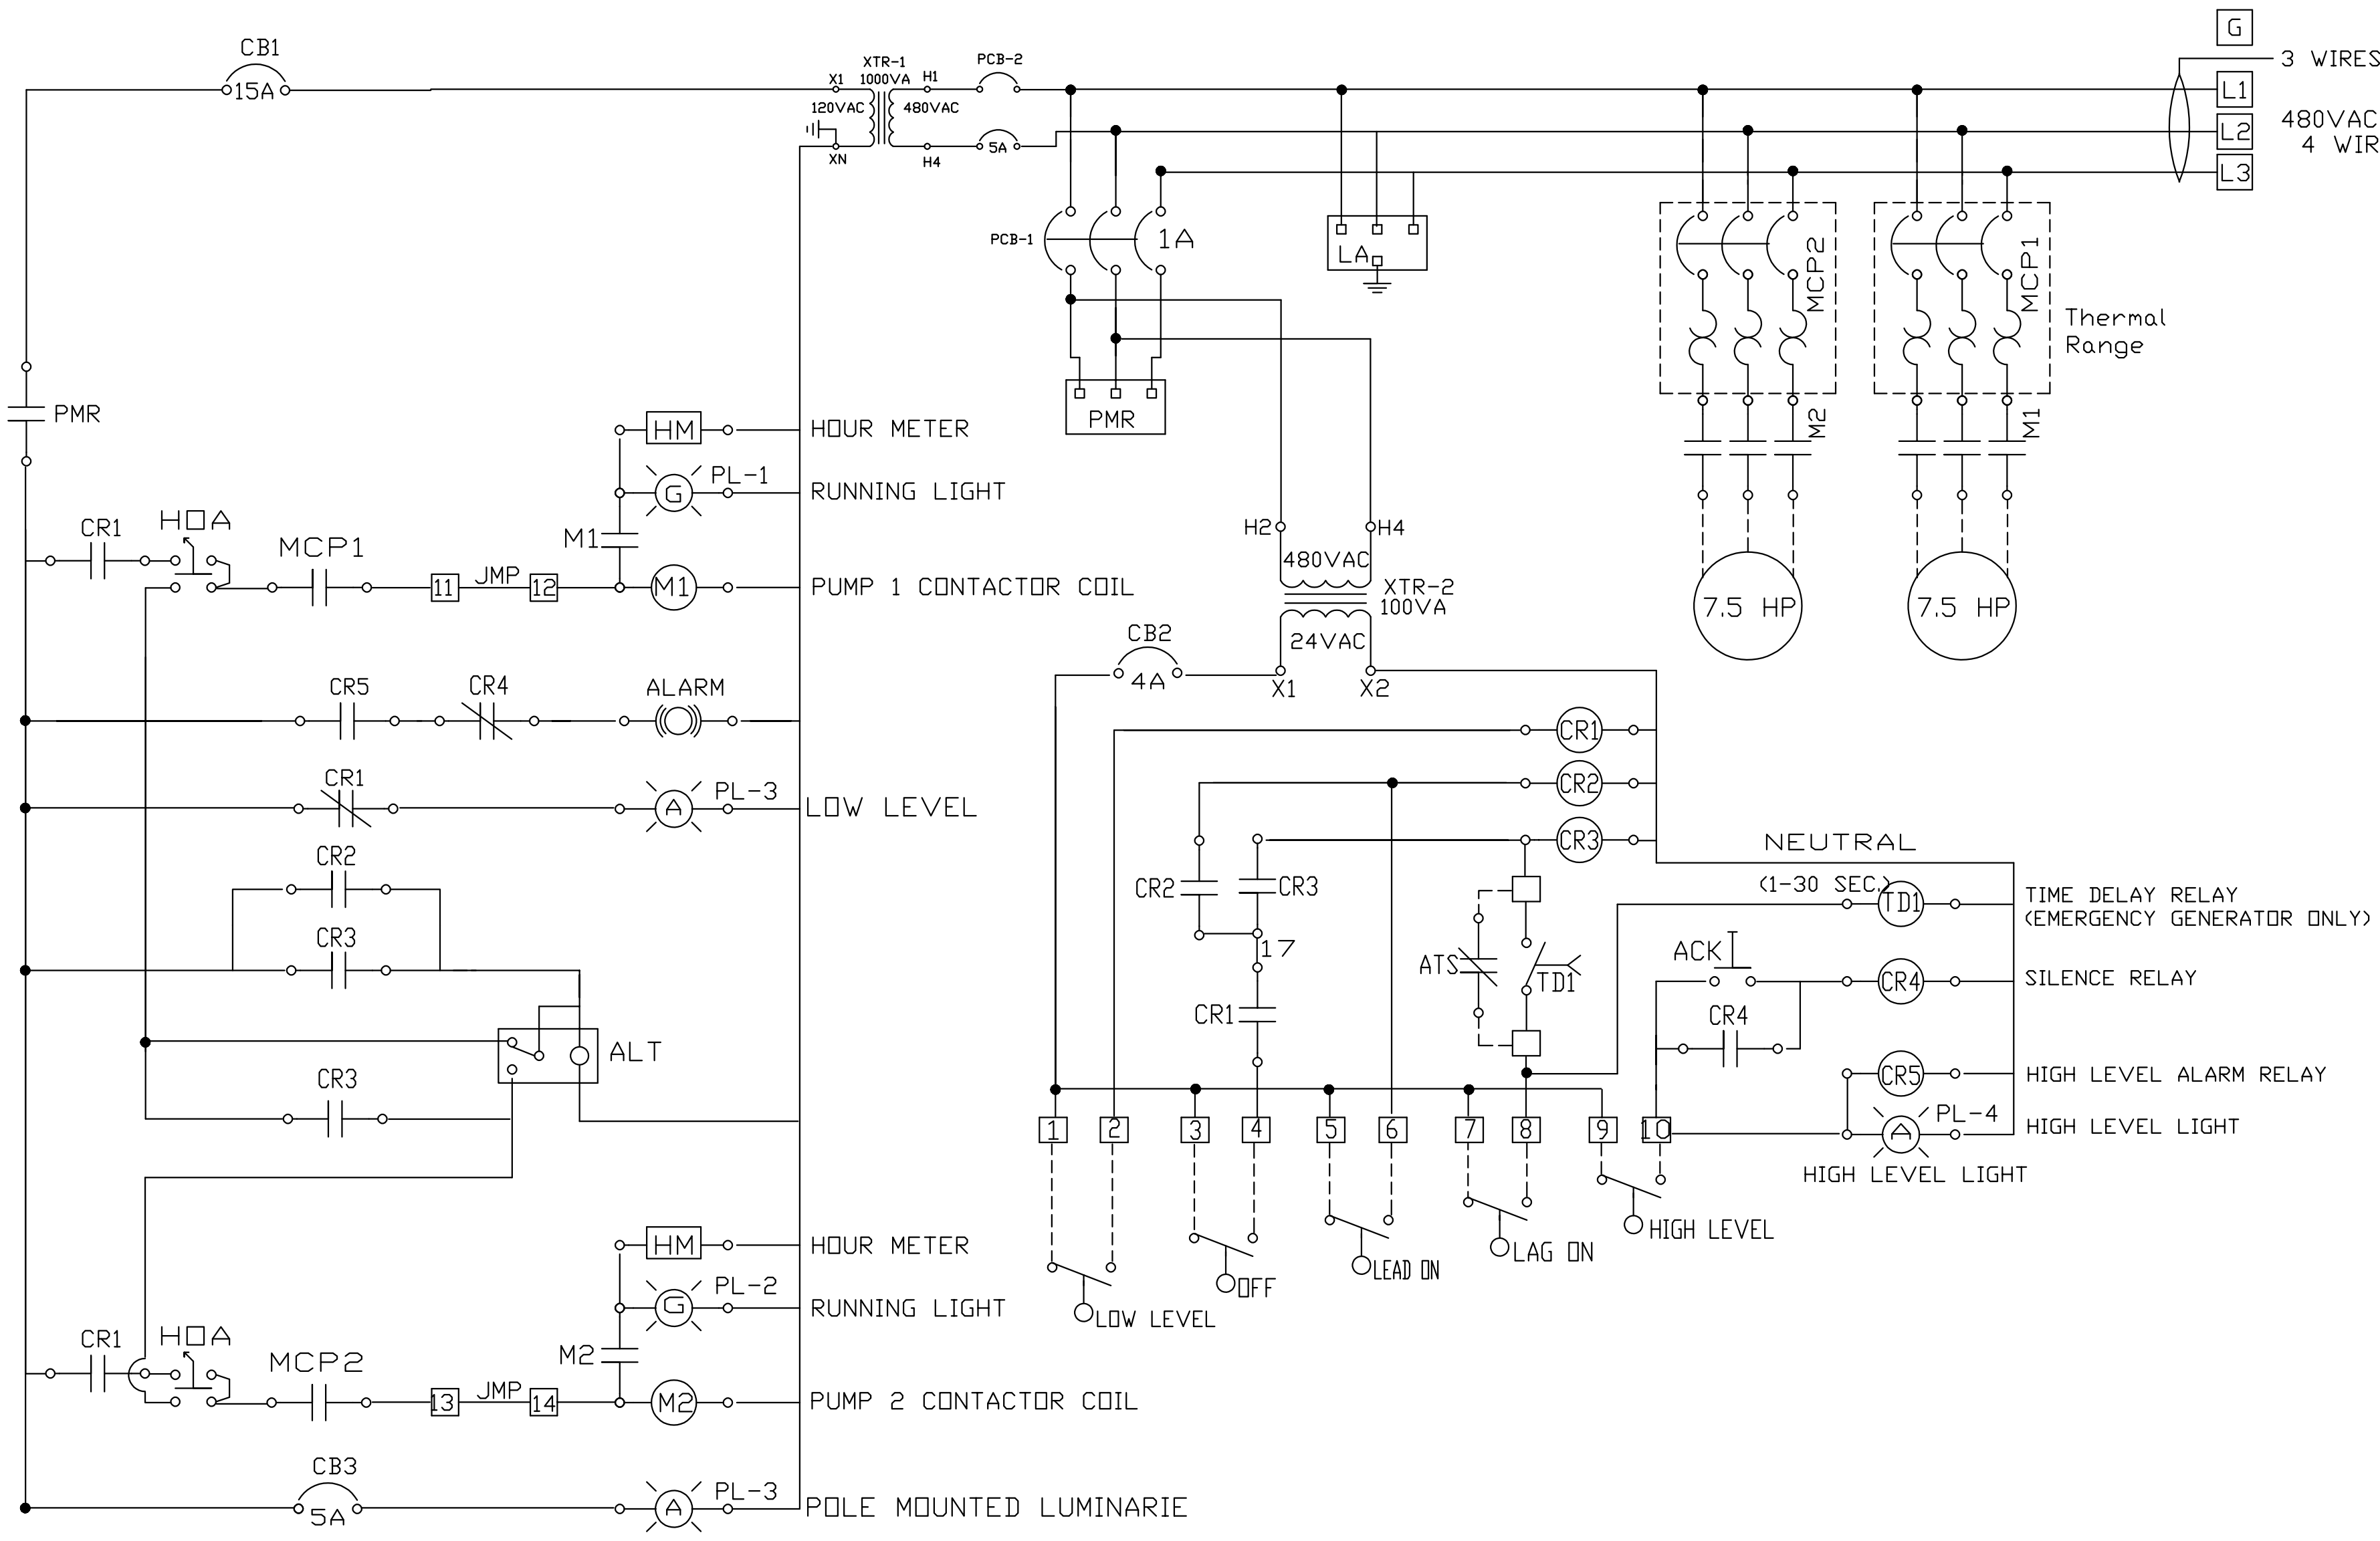 G
3 WIRES
CB1
15A
XTR-1
X1 1000VA H1
PCB-2
120VAC 480VAC
XN
H4
5A
L1
L2
L3
480VAC
4 WIR
PCB-1
1A
LA
MCP2
MCP1
Thermal
Range
PMR
PMR
M2
M1
HM
HOUR METER
PL-1
G
RUNNING LIGHT
CR1
HOA
MCP1
M1
11
JMP
12
M1
PUMP 1 CONTACTOR COIL
H2
H4
480VAC
XTR-2
100VA
24VAC
X1
X2
7.5 HP
7.5 HP
CB2
4A
CR5
CR4
ALARM
CR1
PL-3
A
LOW LEVEL
CR1
CR2
CR3
CR2
CR3
CR2
CR3
17
CR1
ATS
TD1
NEUTRAL
(1-30 SEC.)
TD1
TIME DELAY RELAY
(EMERGENCY GENERATOR ONLY)
ACK
CR4
SILENCE RELAY
CR4
CR5
HIGH LEVEL ALARM RELAY
PL-4
A
HIGH LEVEL LIGHT
HIGH LEVEL LIGHT
ALT
CR3
1
2
3
4
5
6
7
8
9
10
HIGH LEVEL
LAG ON
LEAD ON
OFF
LOW LEVEL
HM
HOUR METER
PL-2
G
RUNNING LIGHT
CR1
HOA
MCP2
M2
13
JMP
14
M2
PUMP 2 CONTACTOR COIL
CB3
5A
PL-3
A
POLE MOUNTED LUMINARIE